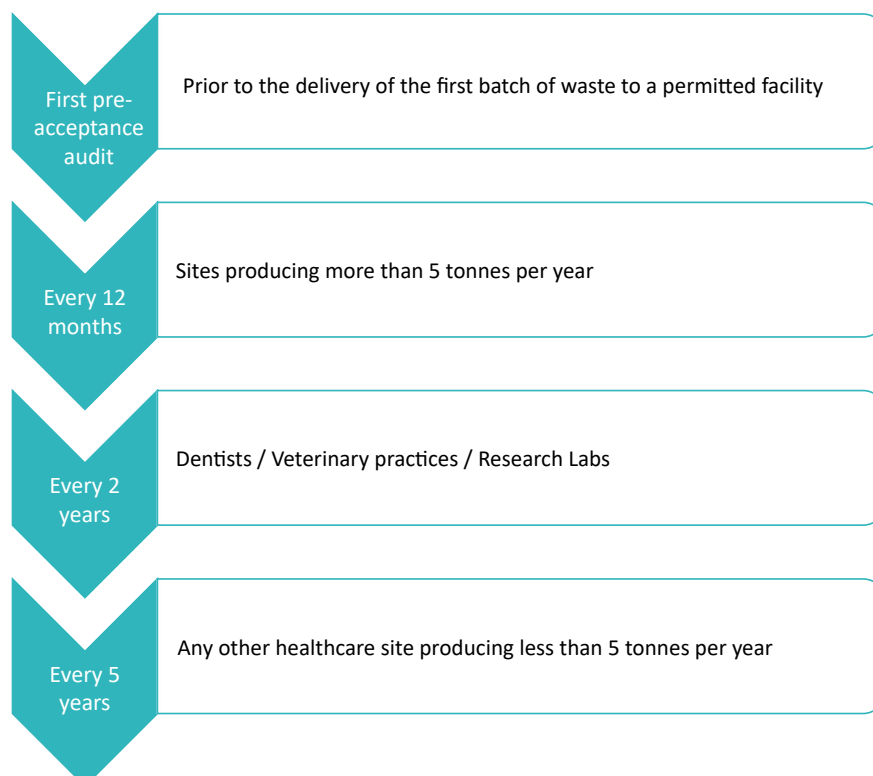 First pre-
acceptance
audit
Prior to the delivery of the first batch of waste to a permitted facility
Every 12
months
Sites producing more than 5 tonnes per year
Every 2
years
Dentists / Veterinary practices / Research Labs
Every 5
years
Any other healthcare site producing less than 5 tonnes per year